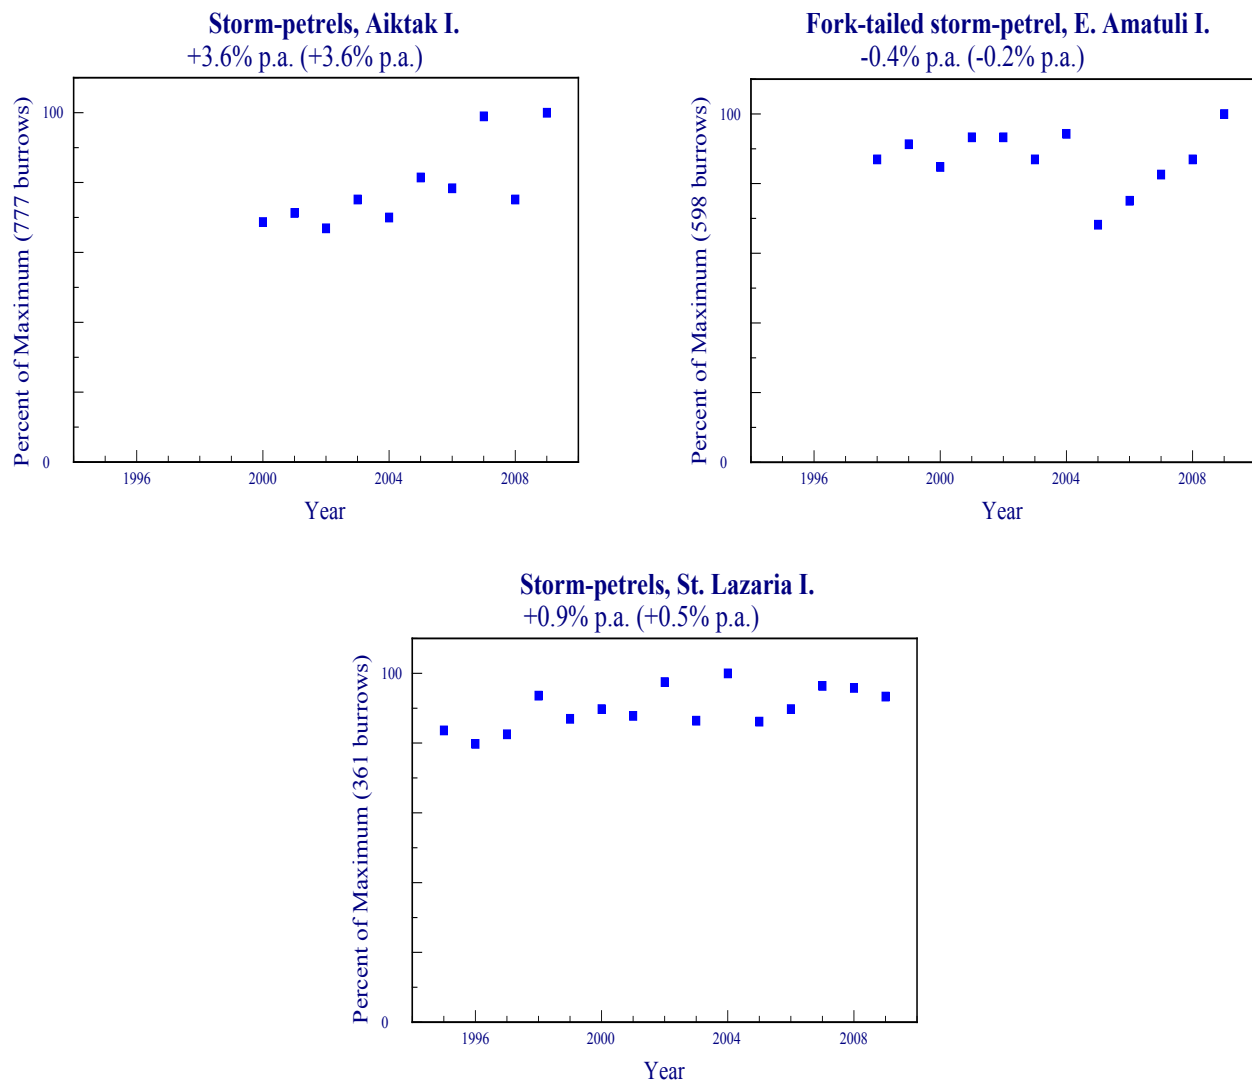 Storm-petrels, Aiktak I.
+3.6% p.a. (+3.6% p.a.)
Percent of Maximum (777 burrows)
100
0
1996 2000 2004 2008
Year
Fork-tailed storm-petrel, E. Amatuli I.
-0.4% p.a. (-0.2% p.a.)
Percent of Maximum (598 burrows)
100
0
1996 2000 2004 2008
Year
Storm-petrels, St. Lazaria I.
+0.9% p.a. (+0.5% p.a.)
Percent of Maximum (361 burrows)
100
0
1996 2000 2004 2008
Year